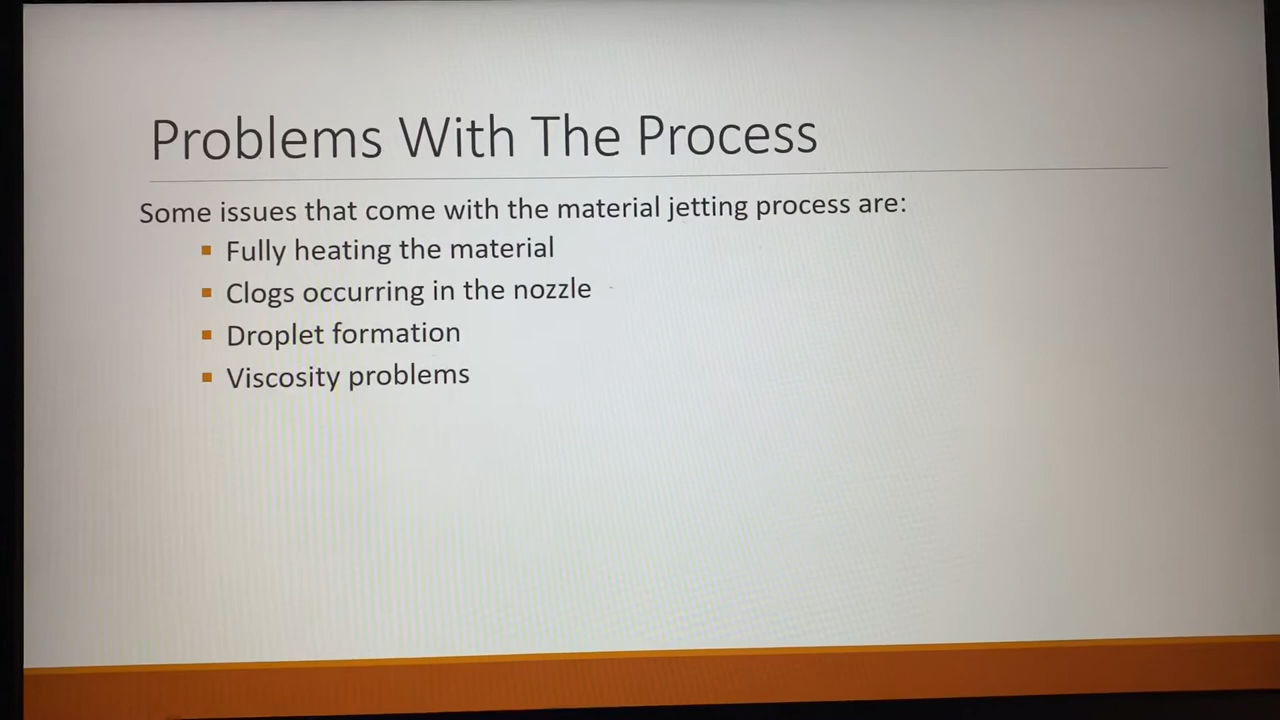 Problems With The Process
Some issues that come with the material jetting process are:
Fully heating the material
Clogs occurring in the nozzle
Droplet formation
Viscosity problems